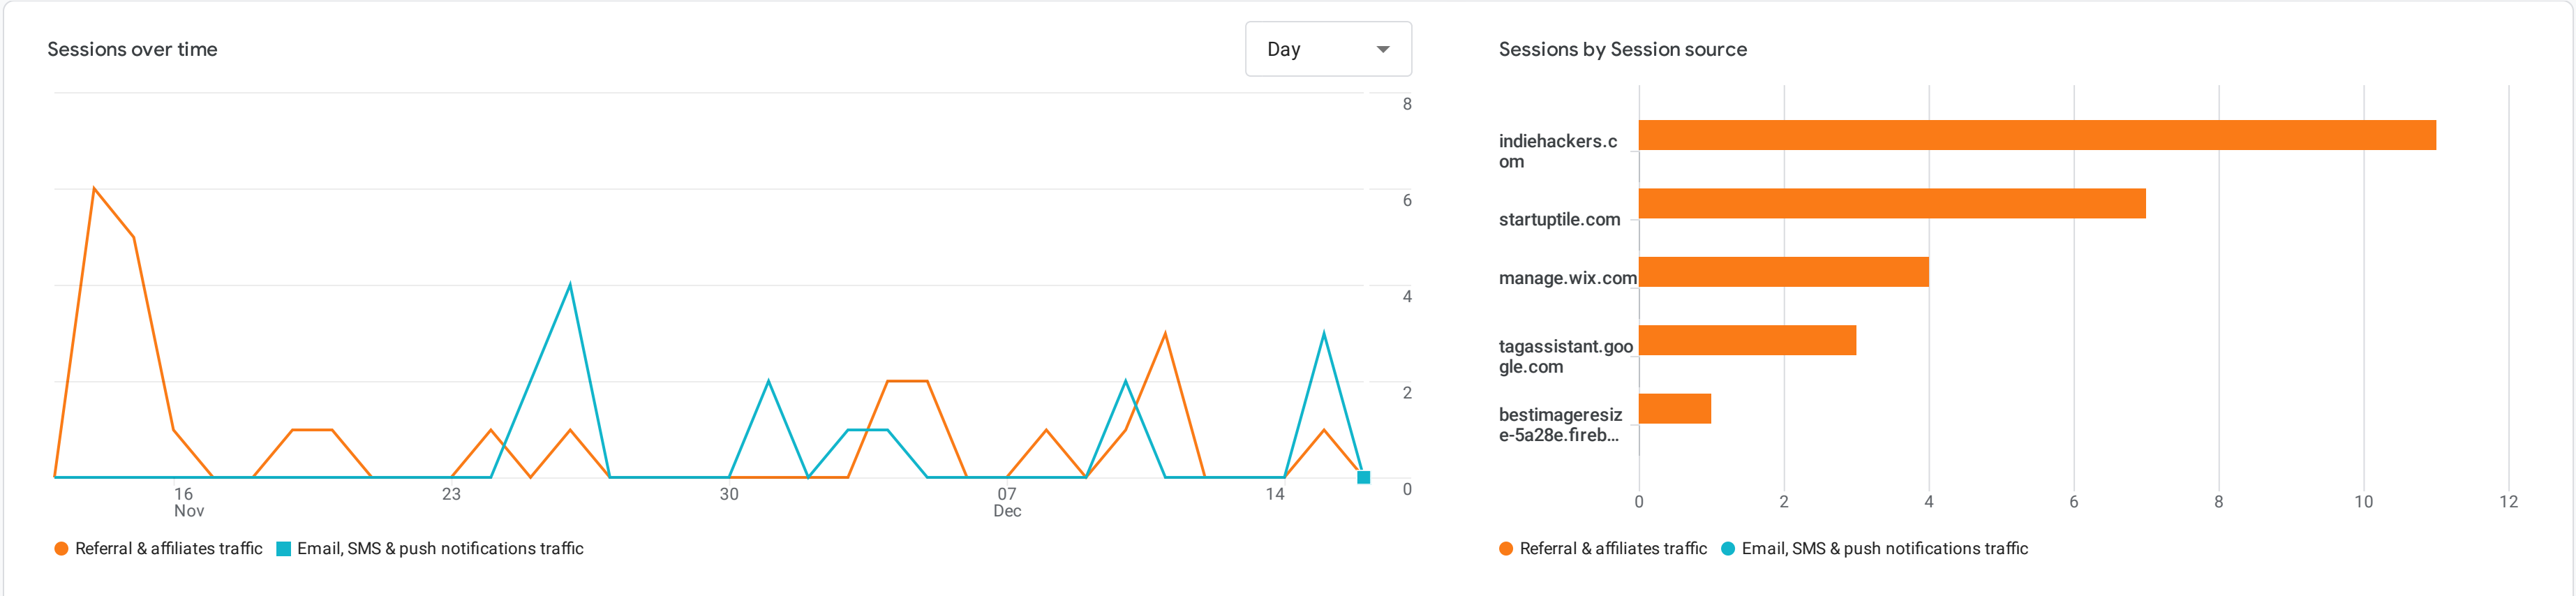 Sessions over time
Day
8
6
4
2
0
16
Nov
23
30
07
Dec
14
Referral & affiliates traffic
Email, SMS & push notifications traffic
Sessions by Session source
indiehackers.c
om
startuptile.com
manage.wix.com
tagassistant.goo
gle.com
bestimageresiz
e-5a28e.fireb...
0
2
4
6
8
10
12
Referral & affiliates traffic
Email, SMS & push notifications traffic